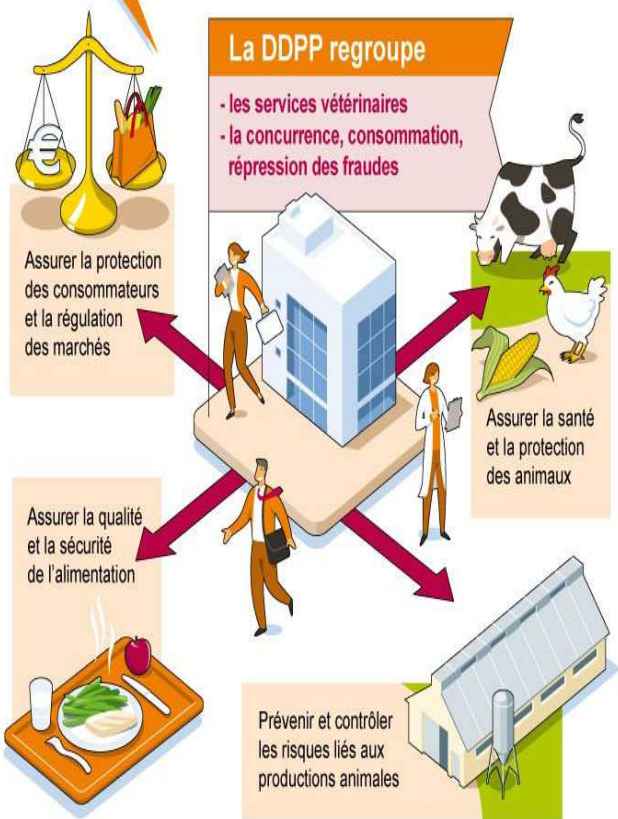 La DDPP regroupe
- les services vétérinaires
- la concurrence, consommation,
répression des fraudes
€
Assurer la protection
des consommateurs
et la régulation
des marchés
Assurer la santé
et la protection
des animaux
Assurer la qualité
et la sécurité
de l'alimentation
Prévenir et contrôler
les risques liés aux
productions animales